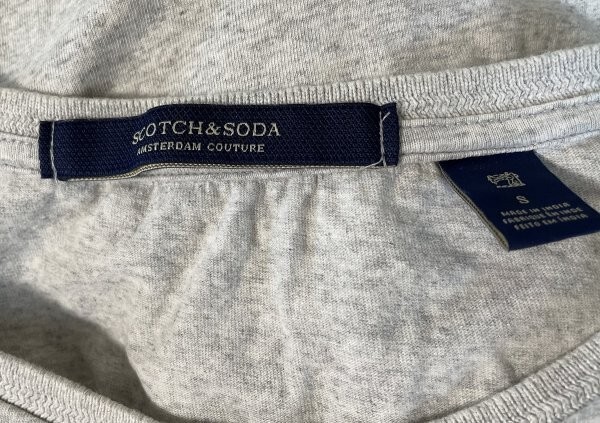 SCOTCH&SODA
AMSTERDAM COUTURE
S
MADE IN INDIA
FABRIQUÉ EN INDE
FEITO EM INDIA